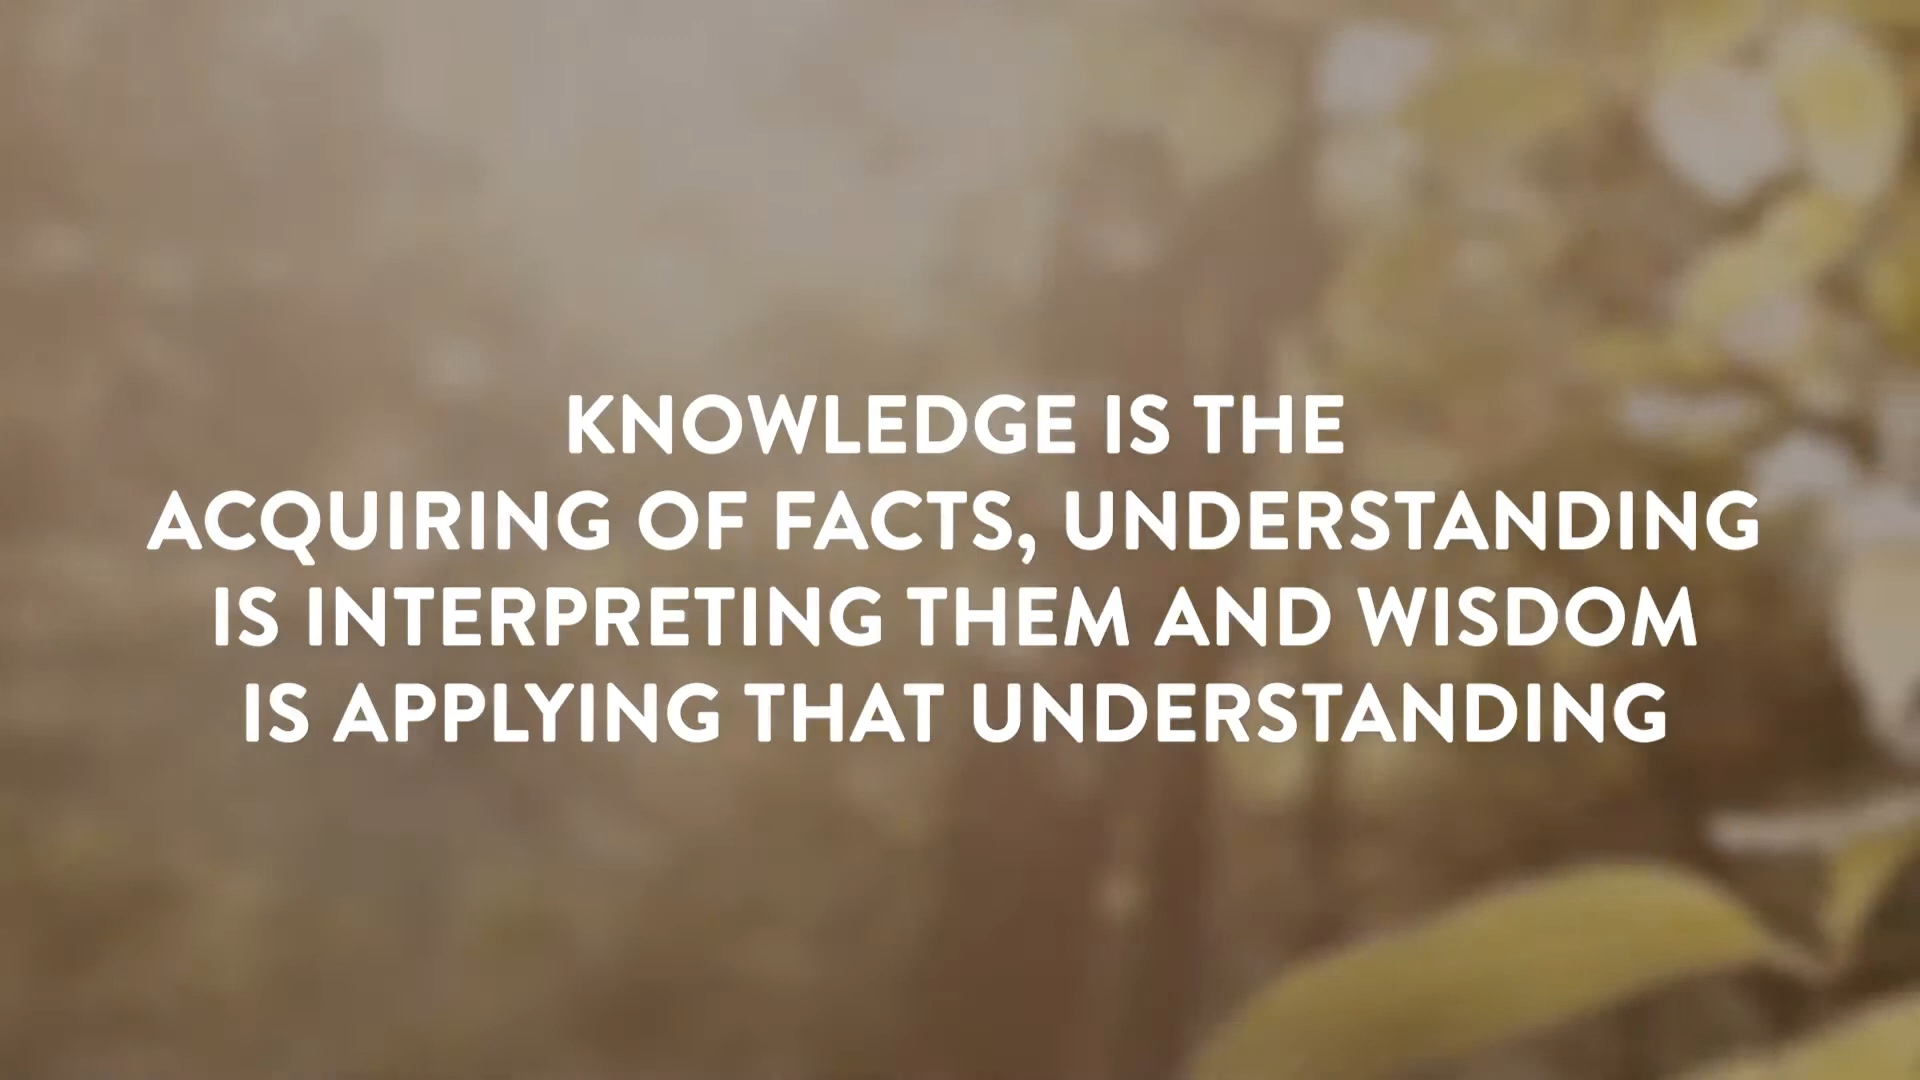 KNOWLEDGE IS THE
ACQUIRING OF FACTS, UNDERSTANDING
IS INTERPRETING THEM AND WISDOM
IS APPLYING THAT UNDERSTANDING